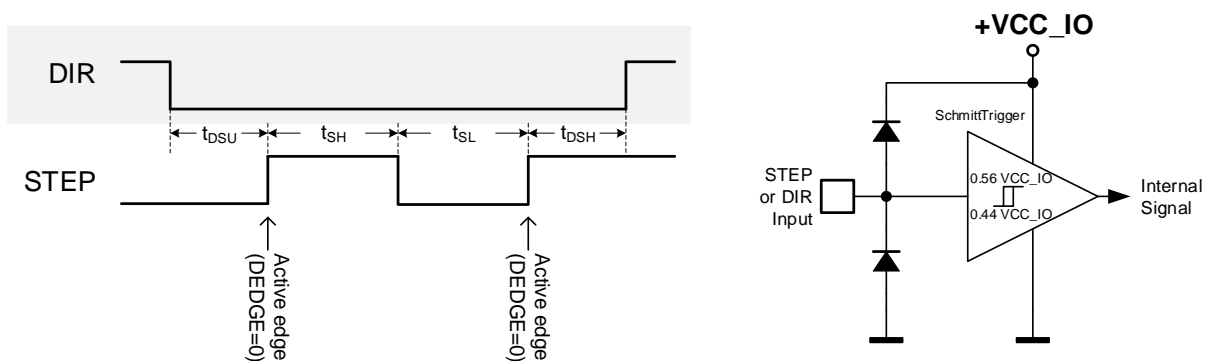 DIR
tDSU
tSH
tSL
tDSH
STEP
Active edge
(DEDGE=0)
Active edge
(DEDGE=0)
+VCC_IO
SchmittTrigger
0.56 VCC_IO
0.44 VCC_IO
STEP
or DIR
Input
Internal
Signal